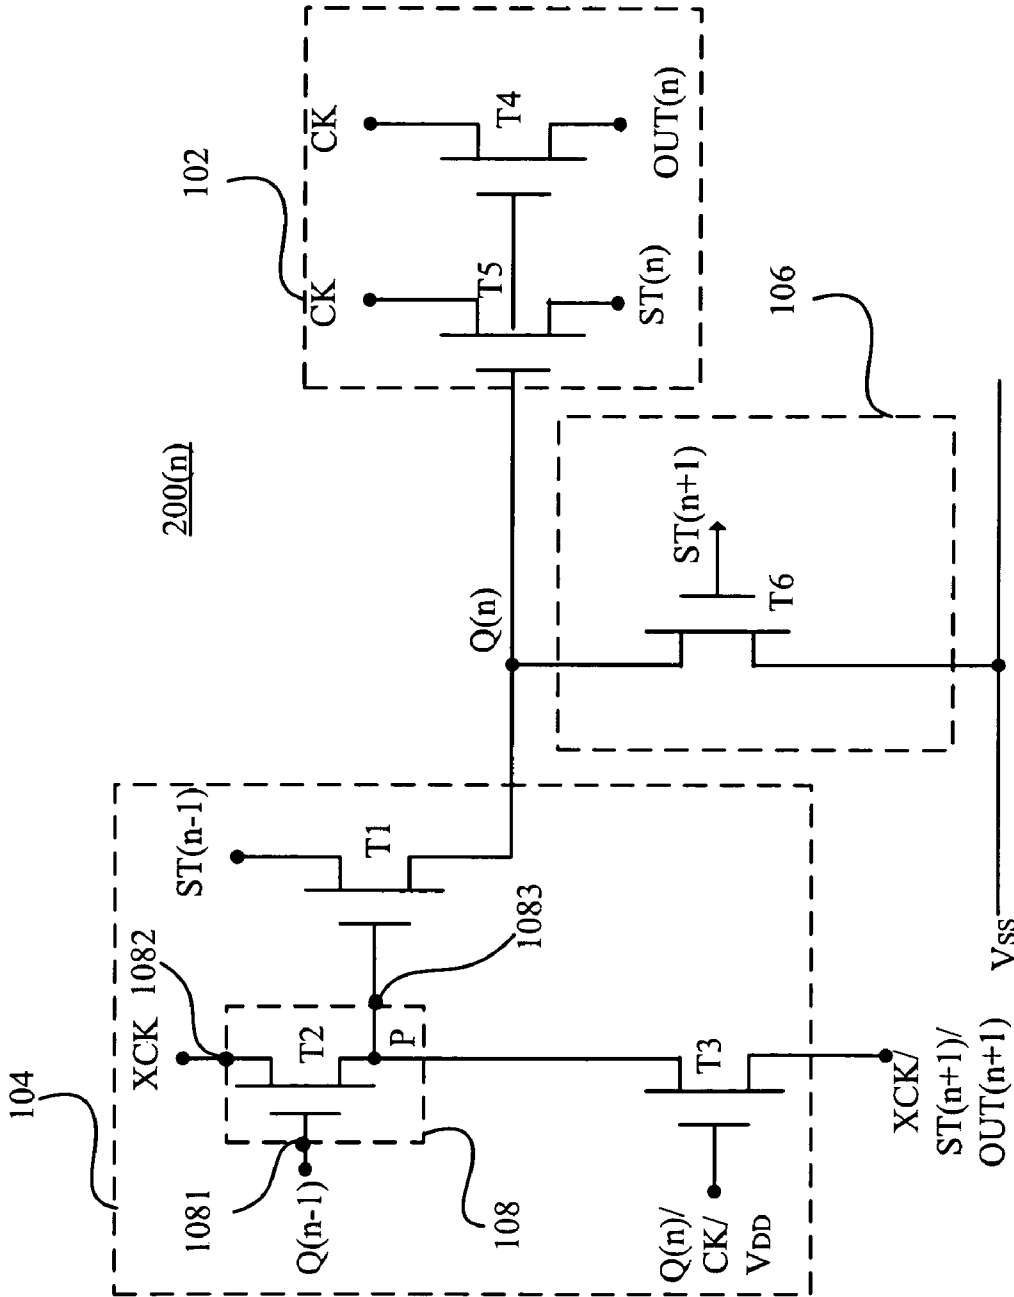 200(n)
104
XCK
1082
ST(n-1)
102
CK
CK
T2
T1
T5
T4
P
1083
1081
Q(n-1)
108
Q(n)
ST(n)
OUT(n)
106
ST(n+1)
T6
T3
Q(n)/
CK/
VDD
XCK/
ST(n+1)/
OUT(n+1)
VSS